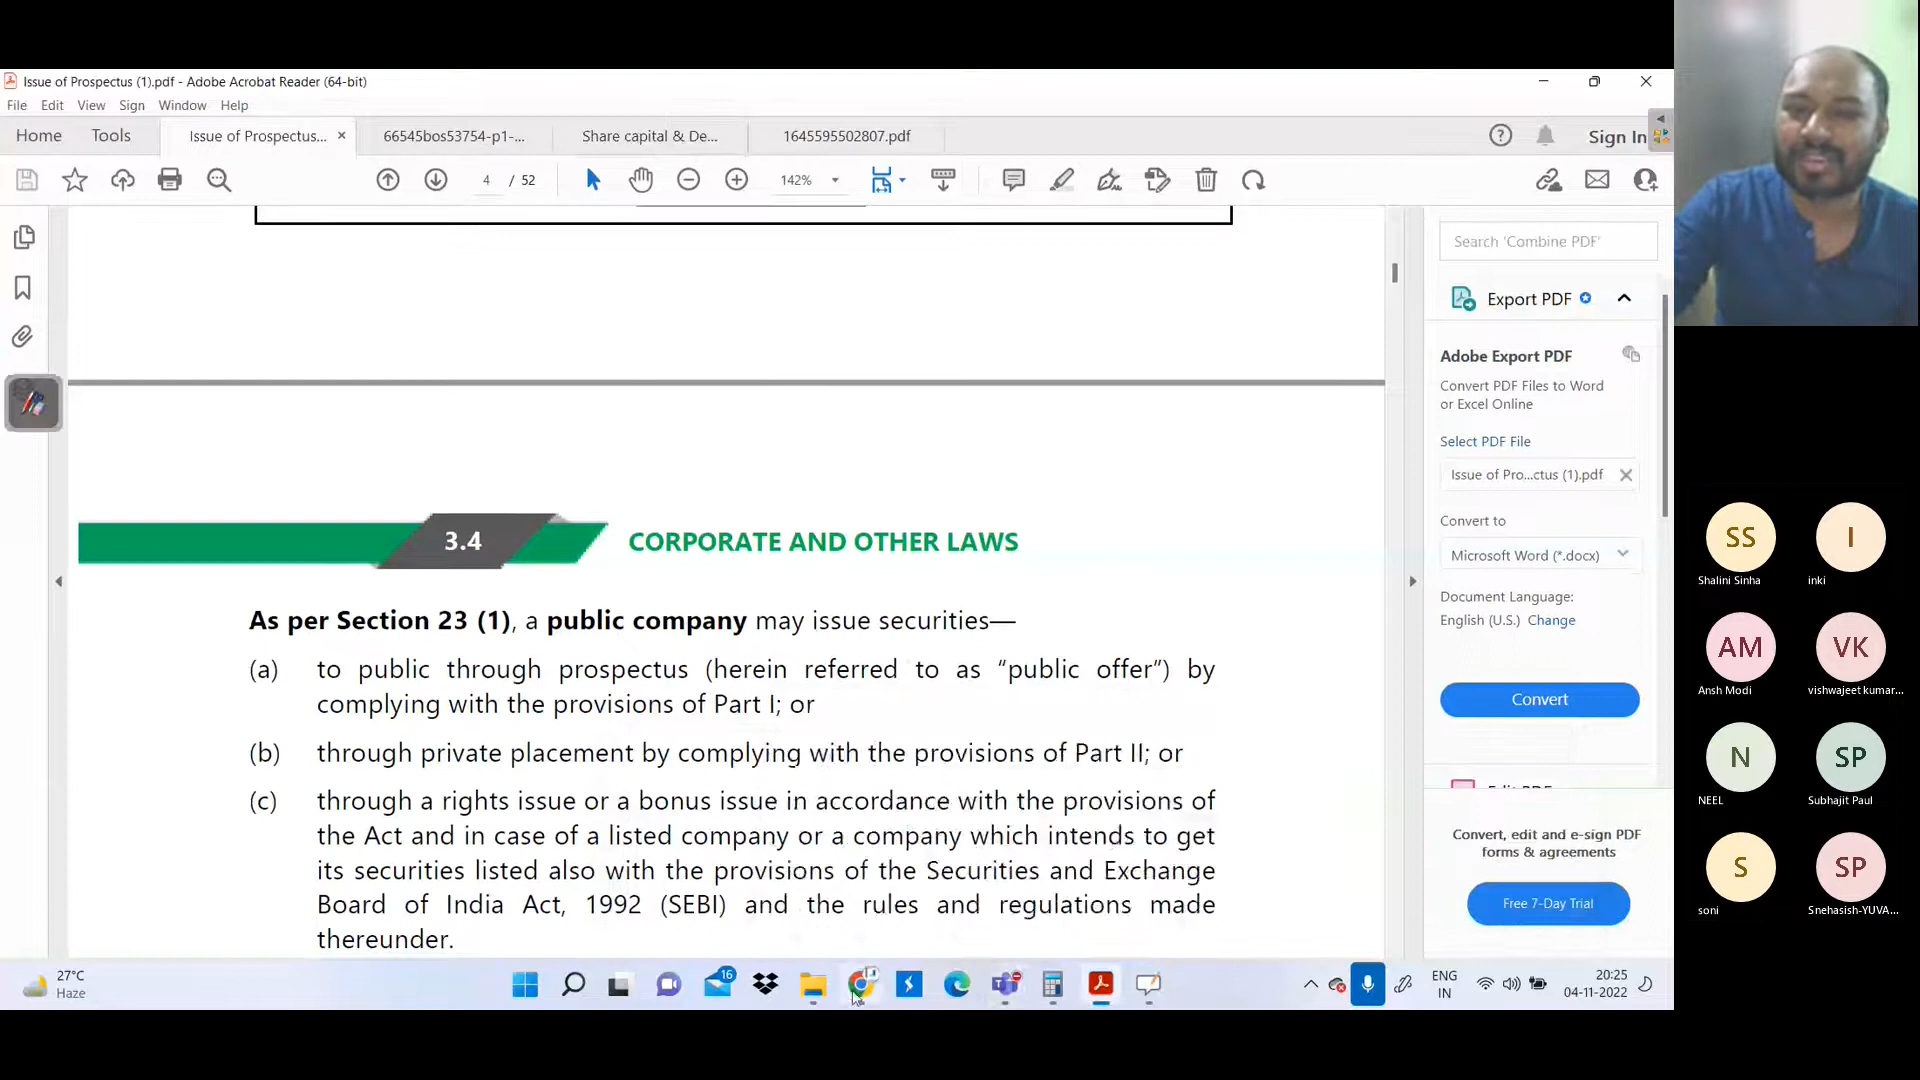 Issue of Prospectus (1).pdf - Adobe Acrobat Reader (64-bit)
File Edit View Sign Window Help
Home Tools Issue of Prospectus... × 66545bos53754-p1-... Share capital & De... 1645595502807.pdf Sign In
4 / 52 142%
Search 'Combine PDF'
Export PDF
Adobe Export PDF
Convert PDF Files to Word
or Excel Online
Select PDF File
Issue of Pro...ctus (1).pdf
Convert to
Microsoft Word (*.docx)
Document Language:
English (U.S.) Change
Convert
Convert, edit and e-sign PDF
forms & agreements
Free 7-Day Trial
3.4 CORPORATE AND OTHER LAWS
As per Section 23 (1), a public company may issue securities—
(a) to public through prospectus (herein referred to as “public offer”) by
complying with the provisions of Part I; or
(b) through private placement by complying with the provisions of Part II; or
(c) through a rights issue or a bonus issue in accordance with the provisions of
the Act and in case of a listed company or a company which intends to get
its securities listed also with the provisions of the Securities and Exchange
Board of India Act, 1992 (SEBI) and the rules and regulations made
thereunder.
SS I
Shalini Sinha inki
AM VK
Ansh Modi vishwajeet kumar...
N SP
NEEL Subhajit Paul
S SP
soni Snehasish-YUVA...
27°C
Haze
16
ENG
IN
20:25
04-11-2022